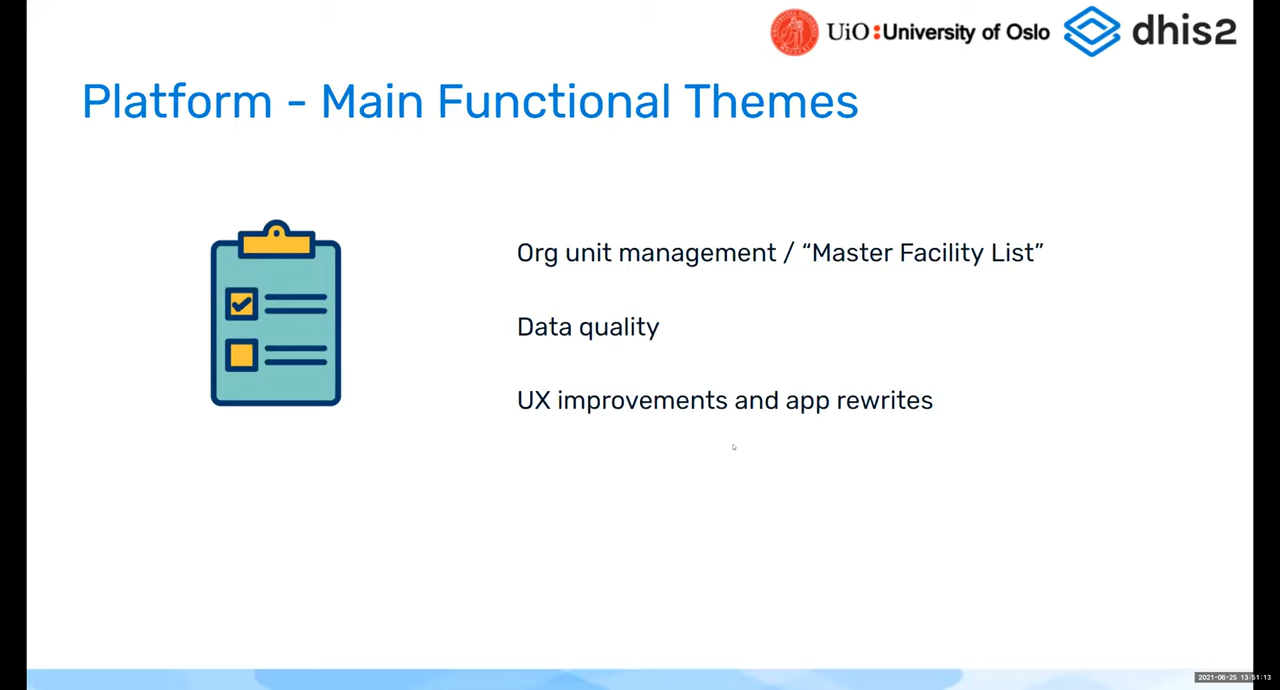 UiO:University of Oslo dhis2
Platform - Main Functional Themes
Org unit management / “Master Facility List”
Data quality
UX improvements and app rewrites
2021-06-25 13:51:13